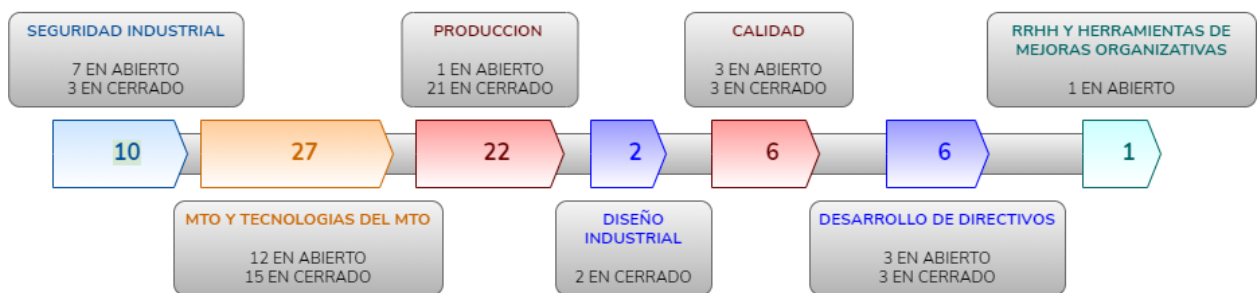 SEGURIDAD INDUSTRIAL
7 EN ABIERTO
3 EN CERRADO
PRODUCCION
1 EN ABIERTO
21 EN CERRADO
CALIDAD
3 EN ABIERTO
3 EN CERRADO
RRHH Y HERRAMIENTAS DE
MEJORAS ORGANIZATIVAS
1 EN ABIERTO
10
27
22
2
6
6
1
MTO Y TECNOLOGIAS DEL MTO
12 EN ABIERTO
15 EN CERRADO
DISEÑO
INDUSTRIAL
2 EN CERRADO
DESARROLLO DE DIRECTIVOS
3 EN ABIERTO
3 EN CERRADO